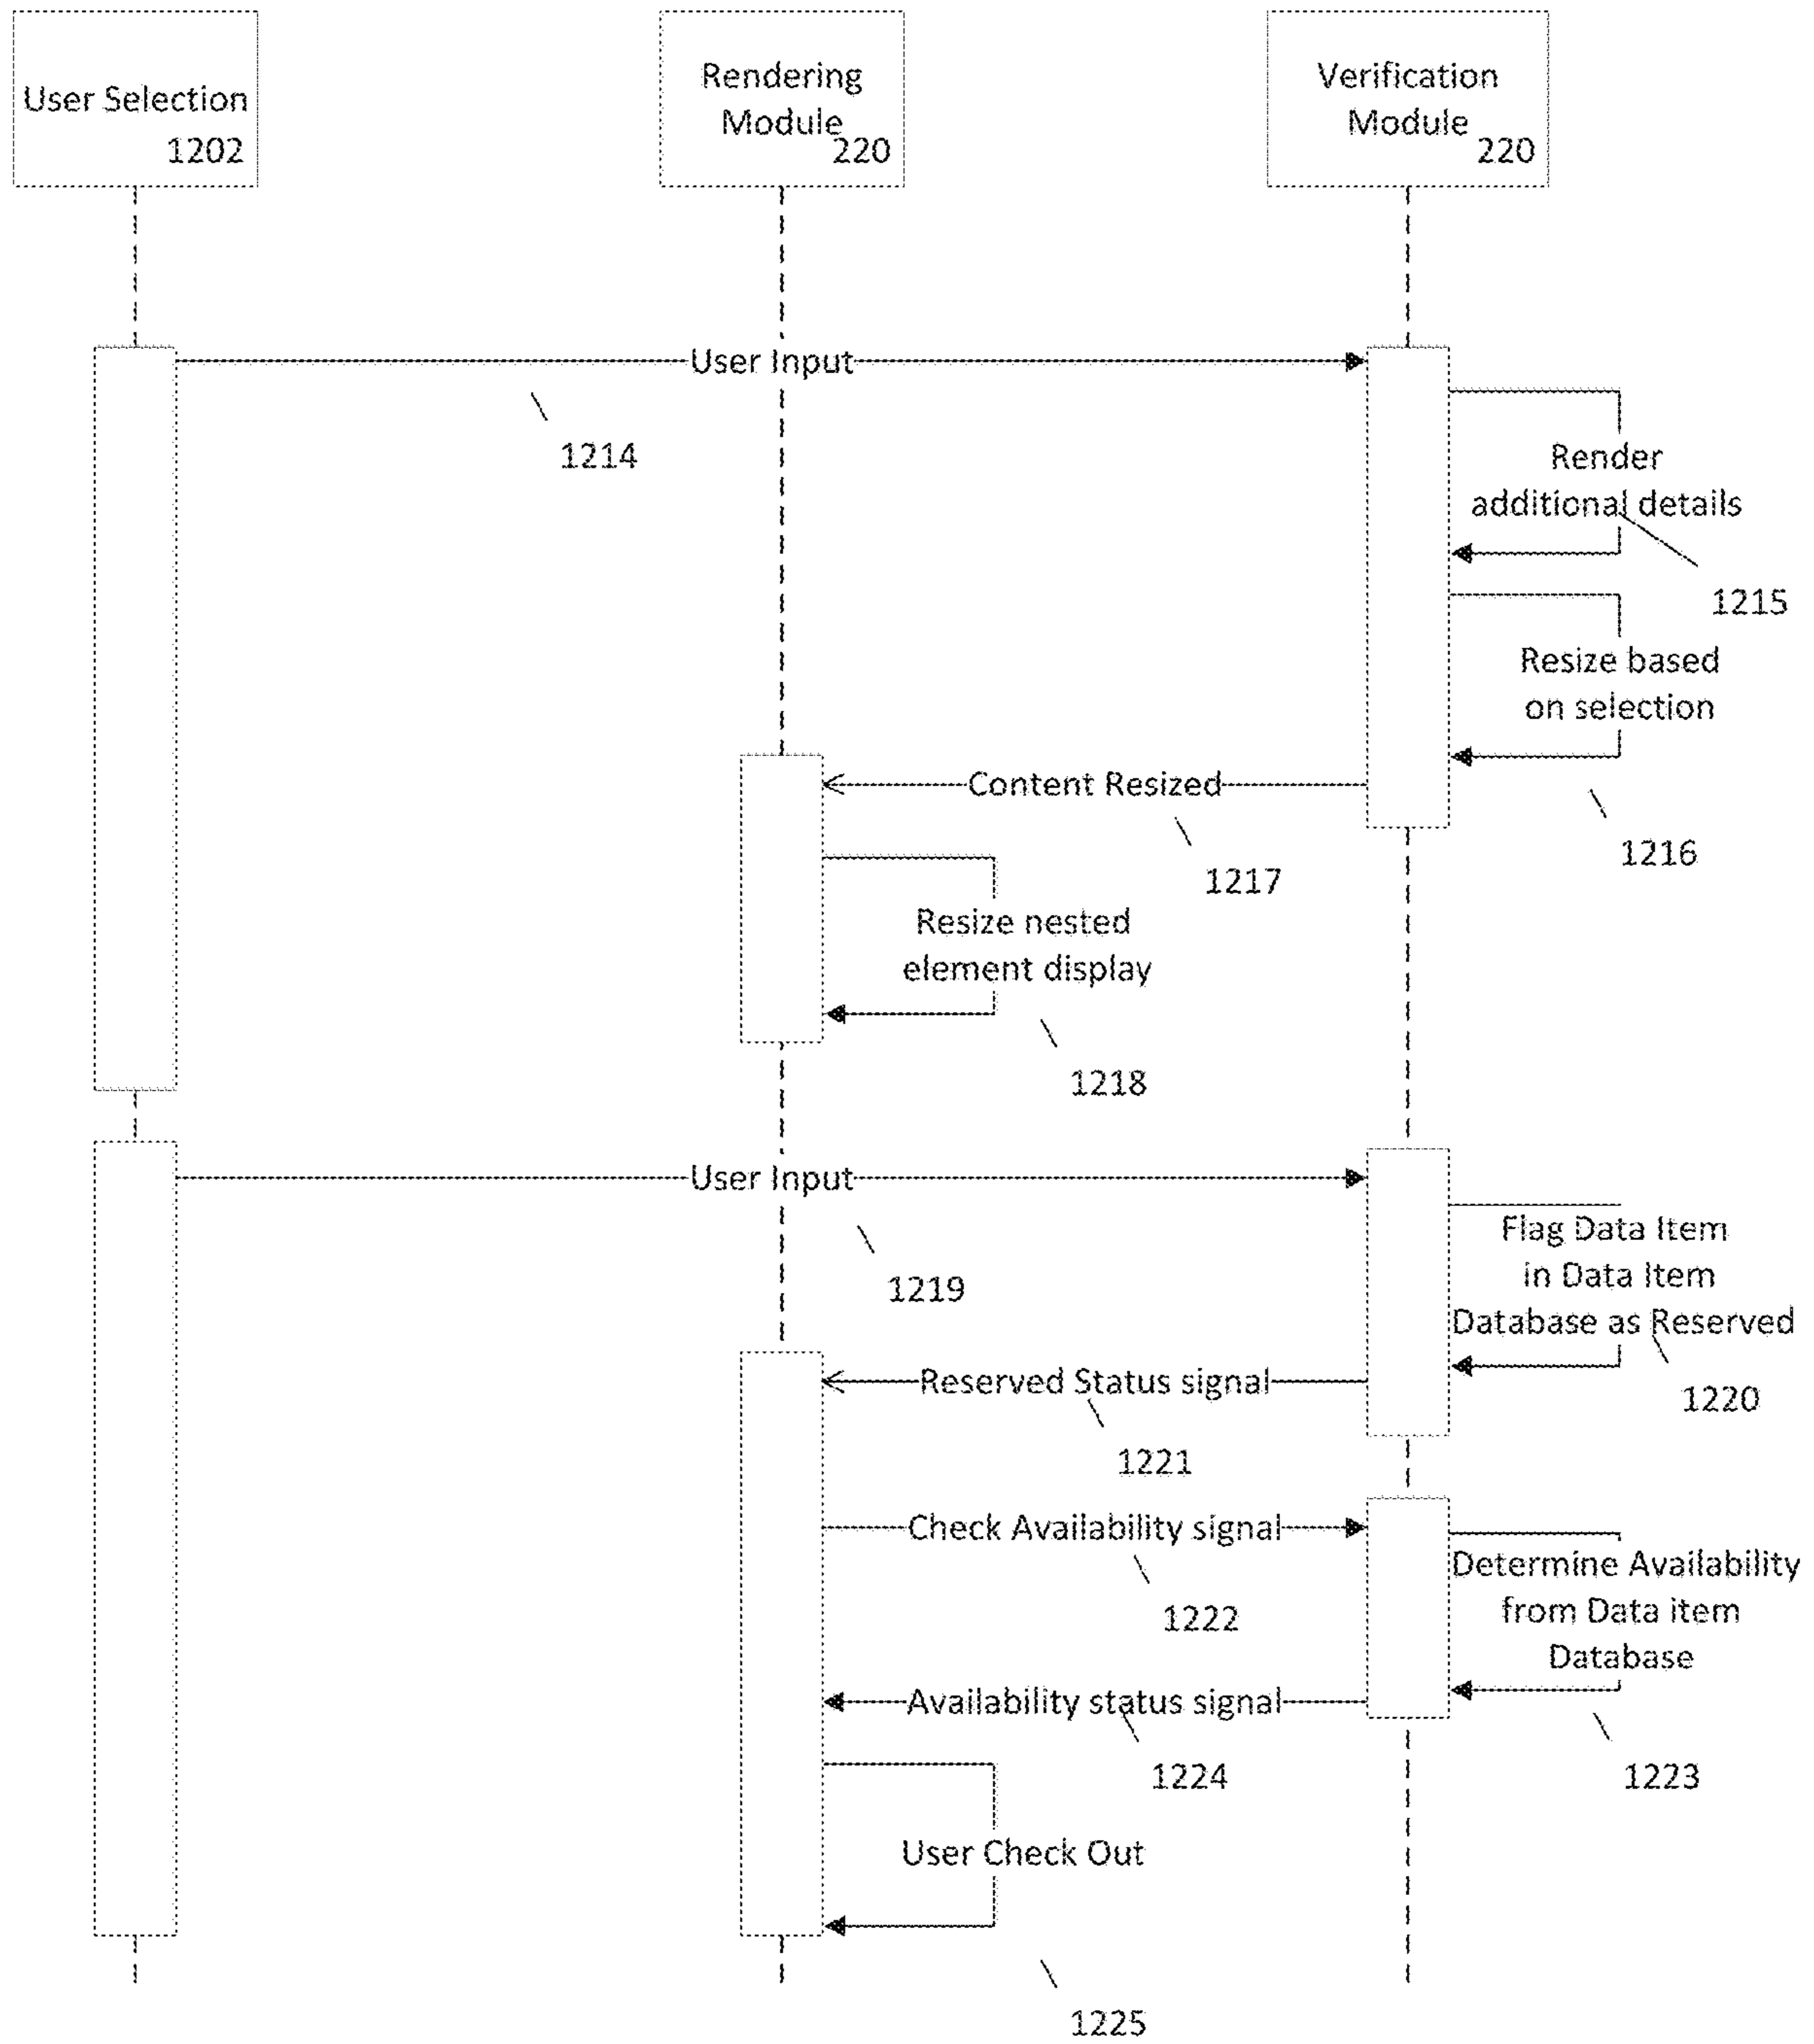 User Selection
1202
Rendering
Module
220
Verification
Module
220
User Input
1214
Render
additional details
1215
Resize based
on selection
1216
Content Resized
1217
Resize nested
element display
1218
User Input
1219
Flag Data Item
in Data Item
Database as Reserved
1220
Reserved Status signal
1221
Check Availability signal
1222
Determine Availability
from Data item
Database
1223
Availability status signal
1224
User Check Out
1225